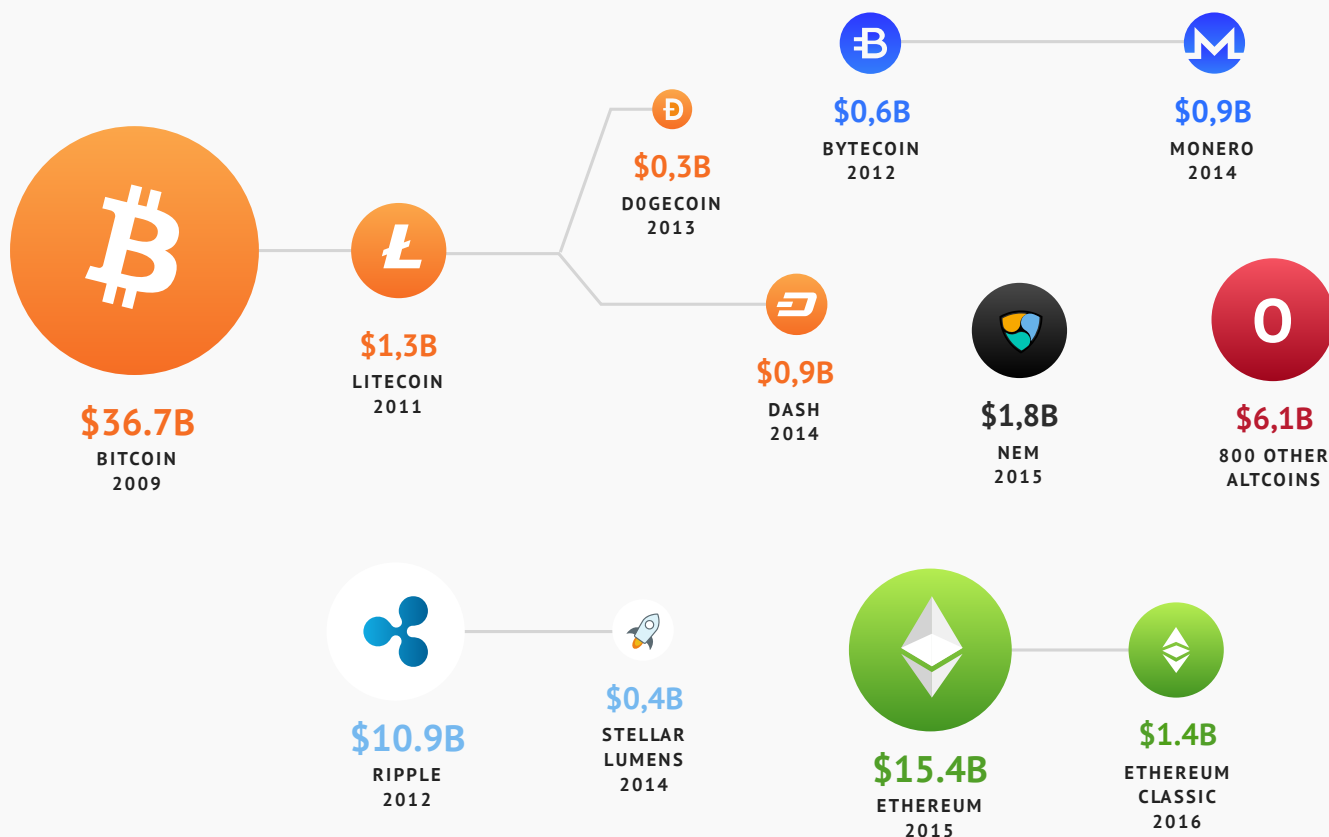 $0,6B
BYTECOIN
2012
$0,9B
MONERO
2014
$0,3B
D0GECOIN
2013
$36.7B
BITCOIN
2009
$1,3B
LITECOIN
2011
$0,9B
DASH
2014
$1,8B
NEM
2015
O
$6,1B
800 OTHER
ALTCOINS
$10.9B
RIPPLE
2012
$0,4B
STELLAR
LUMENS
2014
$15.4B
ETHEREUM
2015
$1.4B
ETHEREUM
CLASSIC
2016